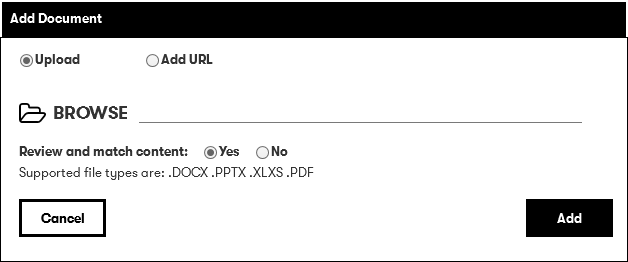 Add Document
Upload Add URL
BROWSE
Review and match content: Yes No
Supported file types are: .DOCX .PPTX .XLXS .PDF
Cancel Add